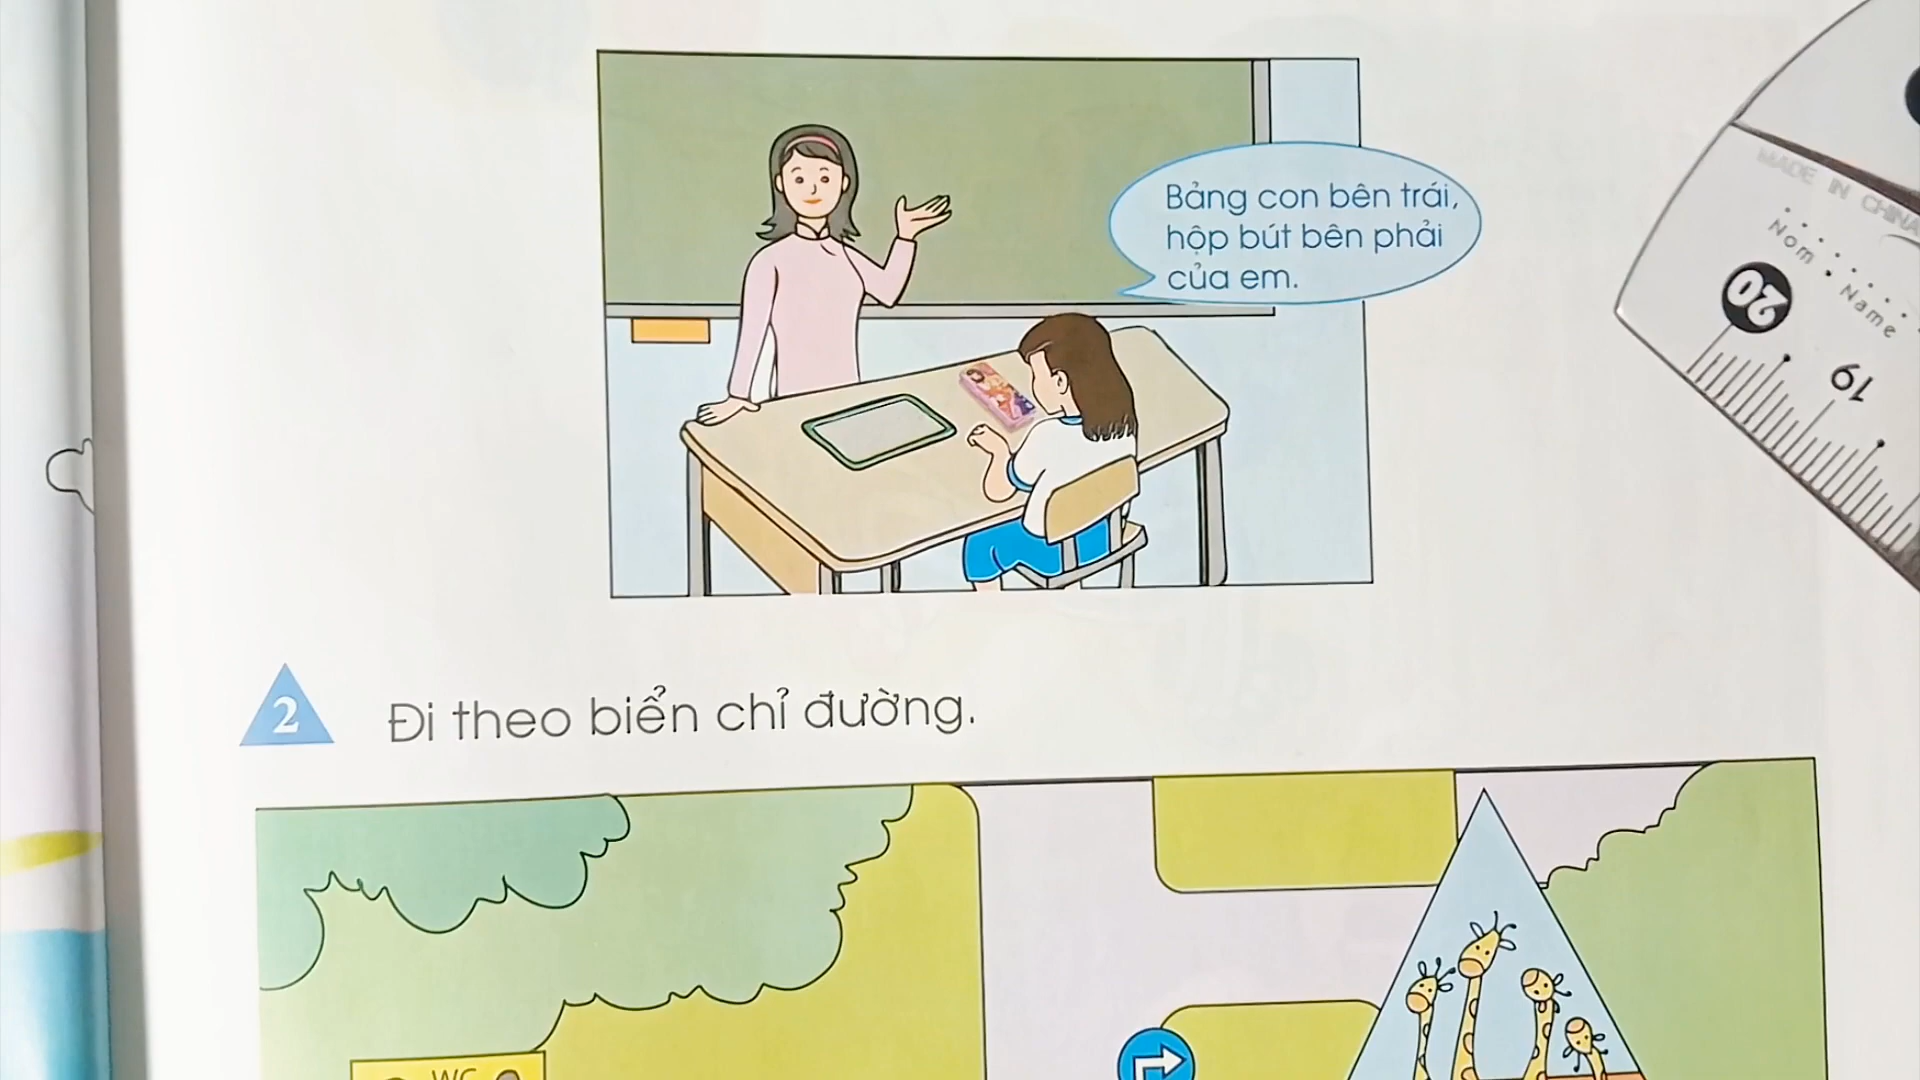 Bảng con bên trái,
hộp bút bên phải
của em.
MADE IN CHINA
Nom . Name
20
19
2 Đi theo biển chỉ đường.
WC